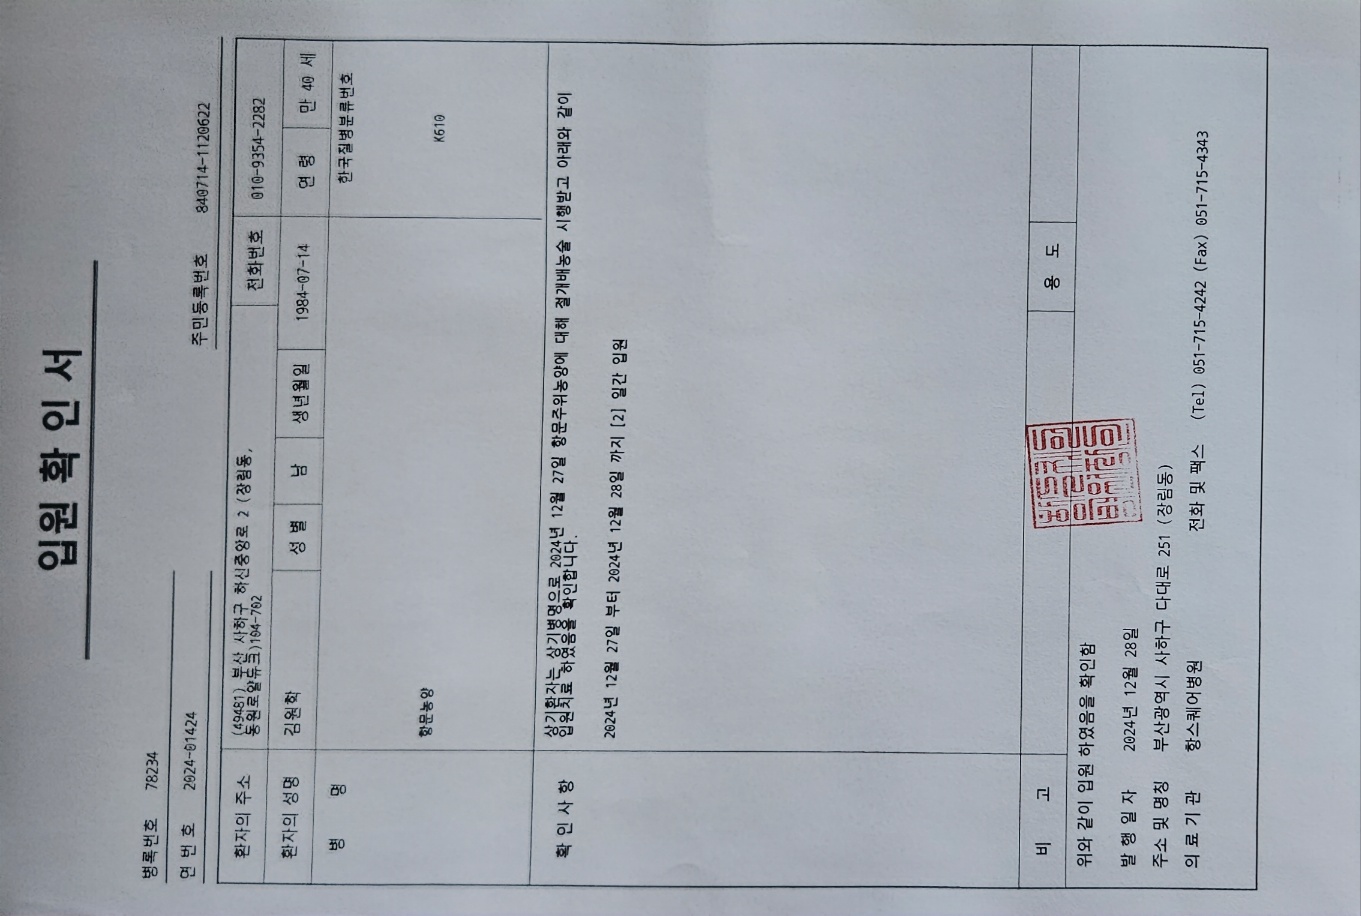 입 원 확 인 서
병록번호 78234
연 번 호 2024-01424
주민등록번호 840714-1120622
환자의 주소 (49481) 부산 사하구 하신중앙로 2 (장림동, 전화번호 010-9354-2282
동원로얄듀크)104-702
환자의 성명 김원학 성 별 남 생년월일 1984-07-14 연 령 만 40 세
병 명 한국질병분류번호
항문농양 K610
확 인 사 항 상기환자는 상기병명으로 2024년 12월 27일 항문주위농양에 대해 절개배농술 시행받고 아래와 같이
입원치료 하였음을 확인합니다.
2024년 12월 27일 부터 2024년 12월 28일 까지 [2] 일간 입원
비 고 용 도
위와 같이 입원 하였음을 확인함
발 행 일 자 2024년 12월 28일
주소 및 명칭 부산광역시 사하구 다대로 251 (장림동)
의 료 기 관 항스퀘어병원 전화 및 팩스 (Tel) 051-715-4242 (Fax) 051-715-4343